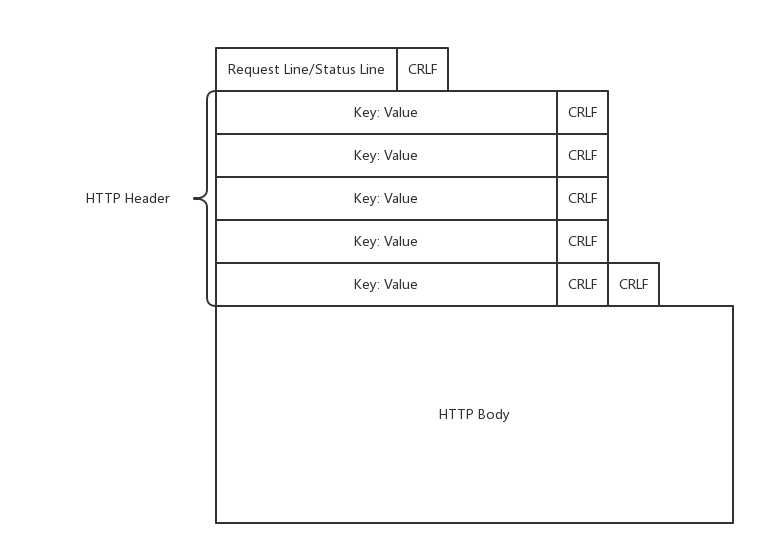 Request Line/Status Line CRLF
Key: Value CRLF
Key: Value CRLF
HTTP Header Key: Value CRLF
Key: Value CRLF
Key: Value CRLF CRLF
HTTP Body